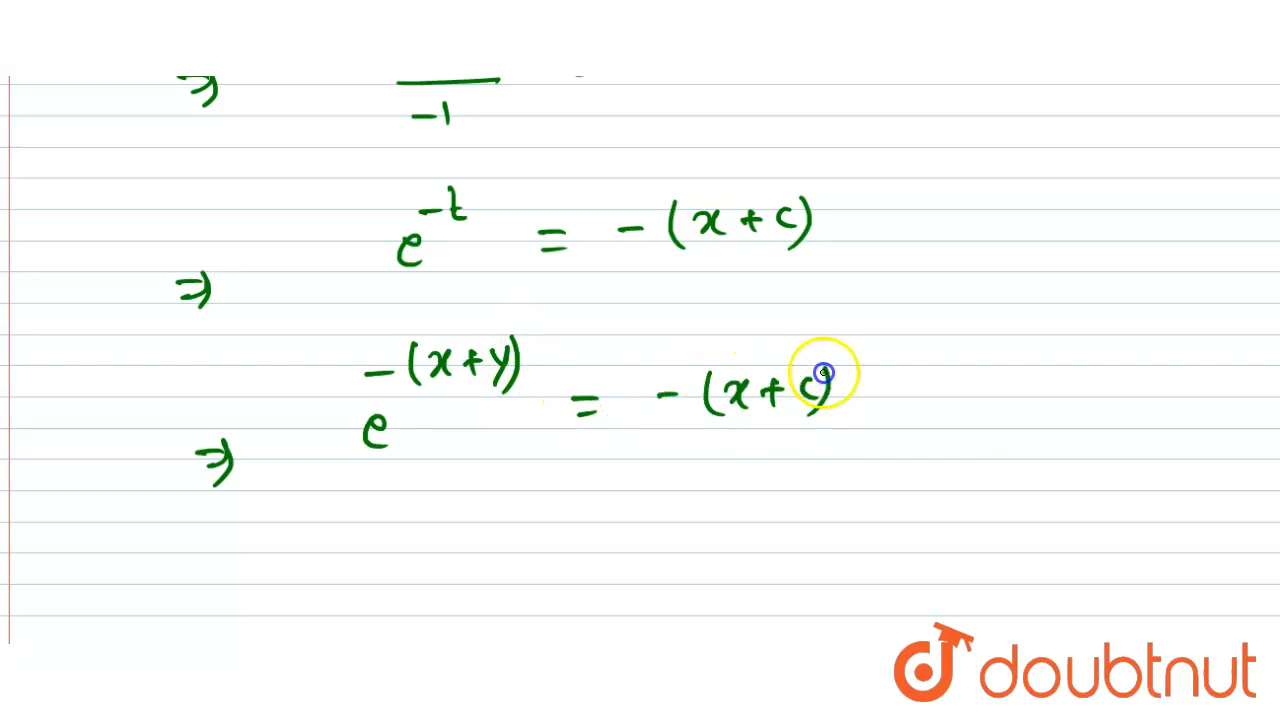 ⇒ -1
e^{-t} = -(x+c)
⇒
e^{-(x+y)} = -(x+c)
⇒
doubtnut